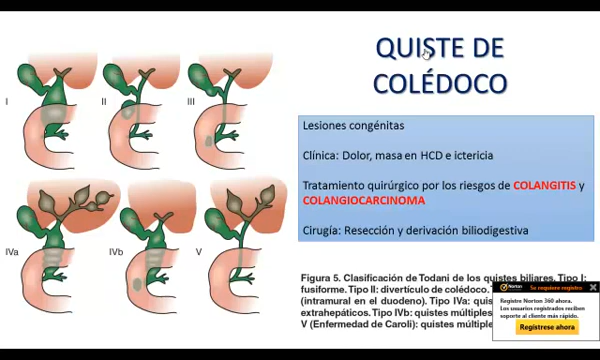 QUISTE DE
COLÉDOCO
I
II
III
IVa
IVb
V
Lesiones congénitas
Clínica: Dolor, masa en HCD e ictericia
Tratamiento quirúrgico por los riesgos de COLANGITIS y
COLANGIOCARCINOMA
Cirugía: Resección y derivación biliodigestiva
Figura 5. Clasificación de Todani de los quistes biliares. Tipo I:
fusiforme. Tipo II: divertículo de colédoco.
(intramural en el duodeno). Tipo IVa: quis
extrahepáticos. Tipo IVb: quistes múltiples
V (Enfermedad de Caroli): quistes múltiple
Norton
Se requiere registro.
Registre Norton 360 ahora.
Los usuarios registrados reciben
soporte al cliente más rápido.
Regístrese ahora